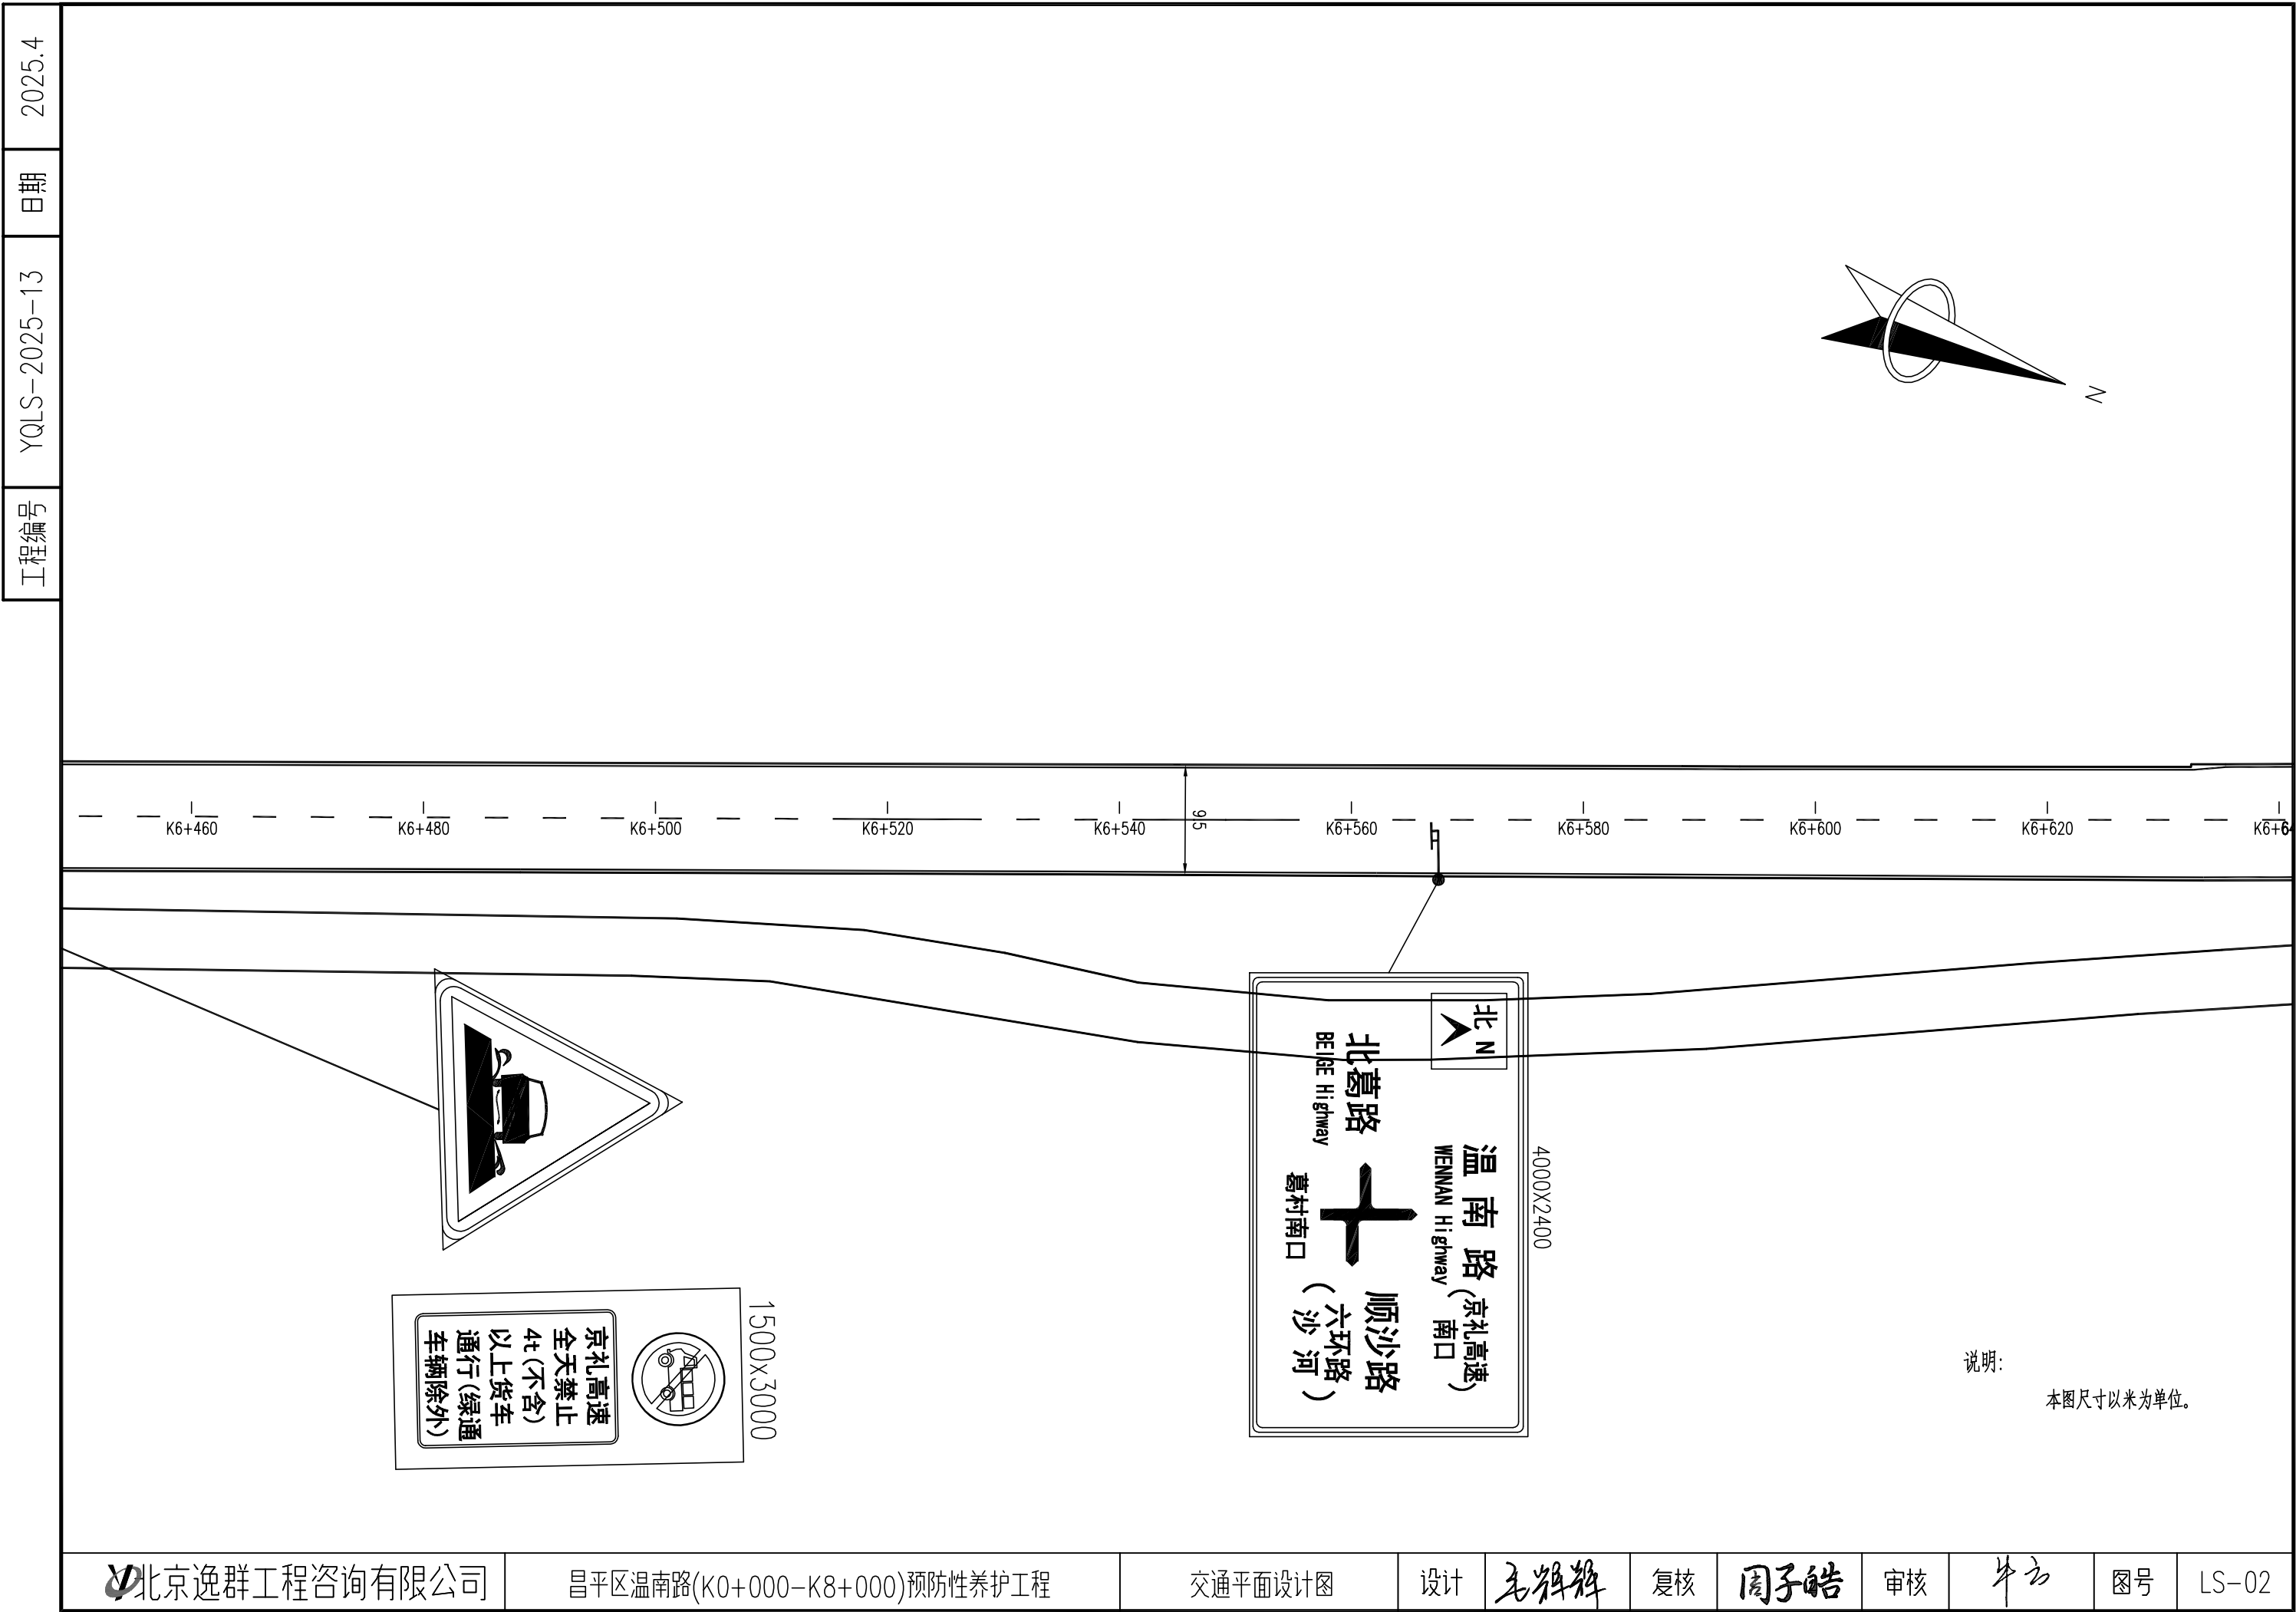 2025.4
日期
YQLS-2025-13
工程编号
N
9.5
K6+460
K6+480
K6+500
K6+520
K6+540
K6+560
K6+580
K6+600
K6+620
北
N
温南路(京礼高速
WENNAN Highway 南口)
北葛路
BEIGE Highway
顺沙路
(六环路
沙河)
葛村南口
4000X2400
1500x3000
京礼高速
全天禁止
4t(不含)
以上货车
通行(绿通
车辆除外)
说明:
本图尺寸以米为单位。
北京逸群工程咨询有限公司
昌平区温南路(K0+000-K8+000)预防性养护工程
交通平面设计图
设计
毛辉辉
复核
周子皓
审核
牛云
图号
LS-02